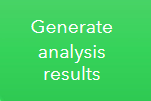 Generate
analysis
results